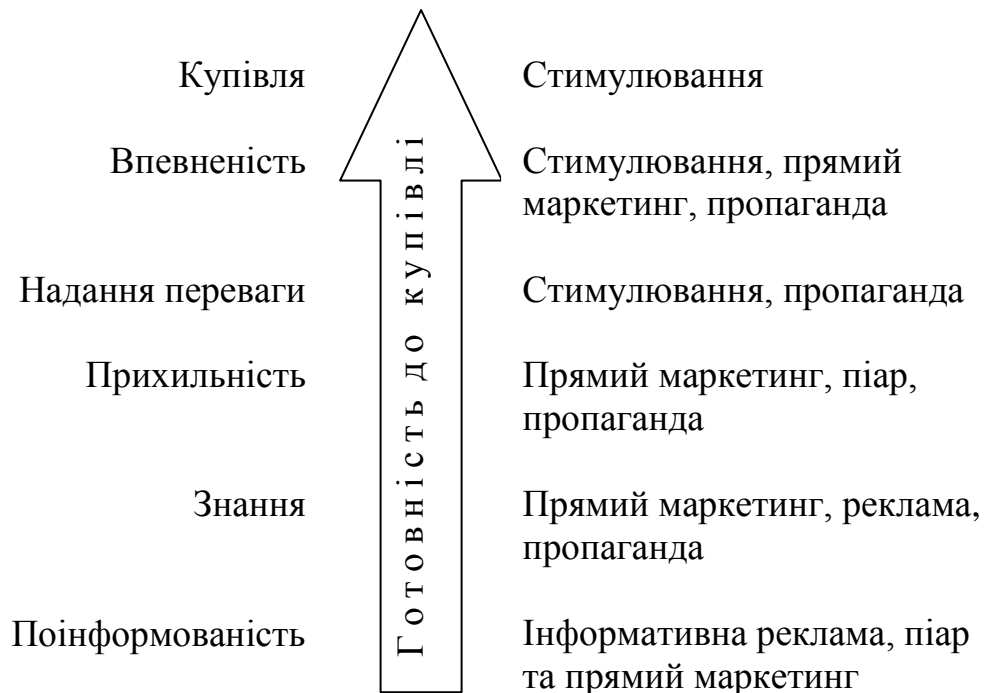 Купівля
Стимулювання
Впевненість
Стимулювання, прямий
маркетинг, пропаганда
Надання переваги
Стимулювання, пропаганда
Прихильність
Прямий маркетинг, піар,
пропаганда
Знання
Прямий маркетинг, реклама,
пропаганда
Поінформованість
Інформативна реклама, піар
та прямий маркетинг
Готовність до купівлі